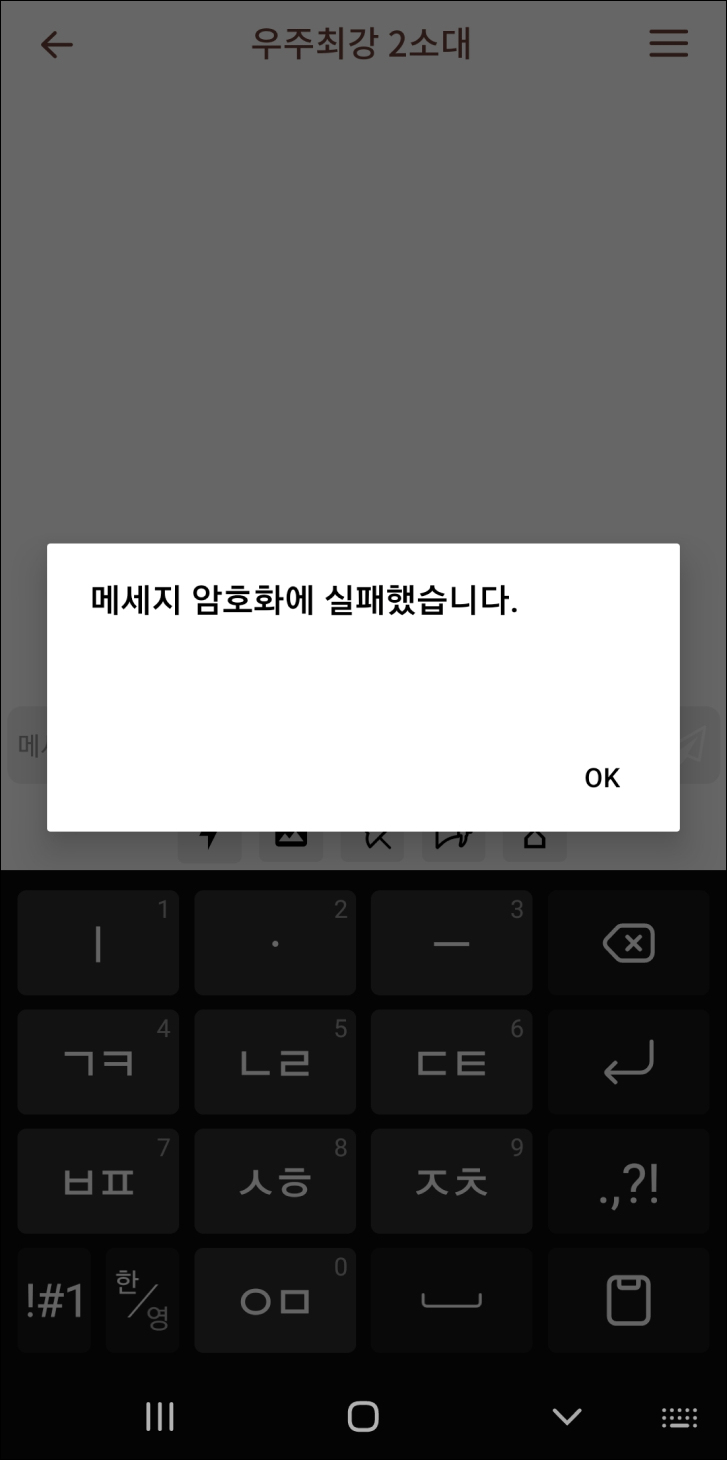 우주최강 2소대
메세지 암호화에 실패했습니다.
메
OK
ㅣ 1
· 2
ㅡ 3
ㄱㅋ 4
ㄴㄹ 5
ㄷㅌ 6
ㅂㅍ 7
ㅅㅎ 8
ㅈㅊ 9
.,?!
!#1
한/영
ㅇㅁ 0